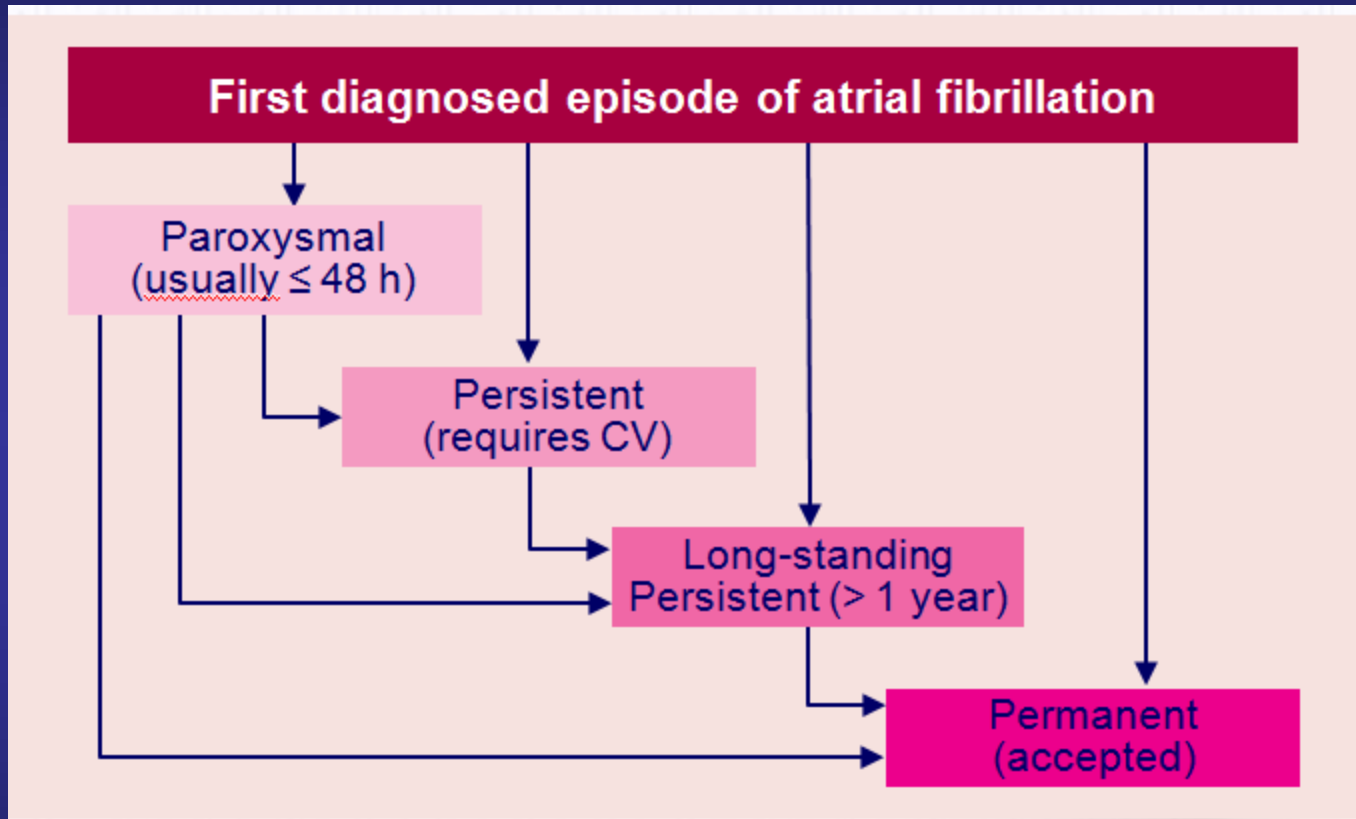 First diagnosed episode of atrial fibrillation
Paroxysmal
(usually ≤ 48 h)
Persistent
(requires CV)
Long-standing
Persistent (> 1 year)
Permanent
(accepted)